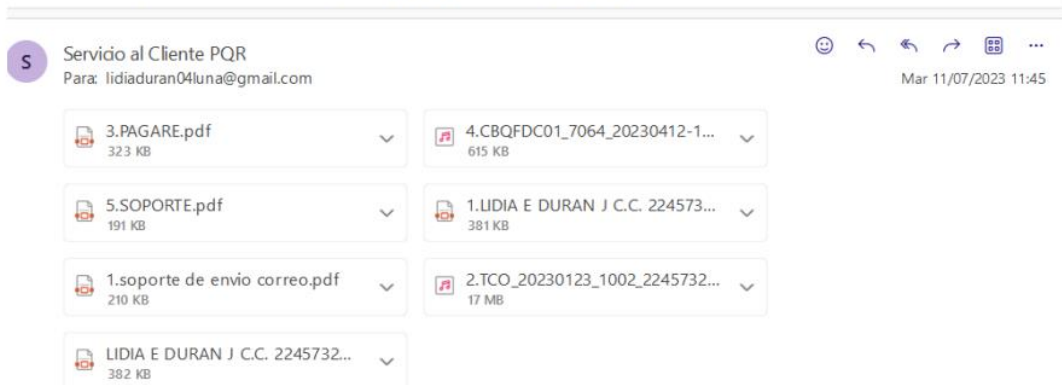 S
Servicio al Cliente PQR
Para: lidiaduran04luna@gmail.com
Mar 11/07/2023 11:45
3.PAGARE.pdf
323 KB
4.CBQFDC01_7064_20230412-1...
615 KB
5.SOPORTE.pdf
191 KB
1.LIDIA E DURAN J C.C. 224573...
381 KB
1.soporte de envio correo.pdf
210 KB
2.TCO_20230123_1002_2245732...
17 MB
LIDIA E DURAN J C.C. 2245732...
382 KB